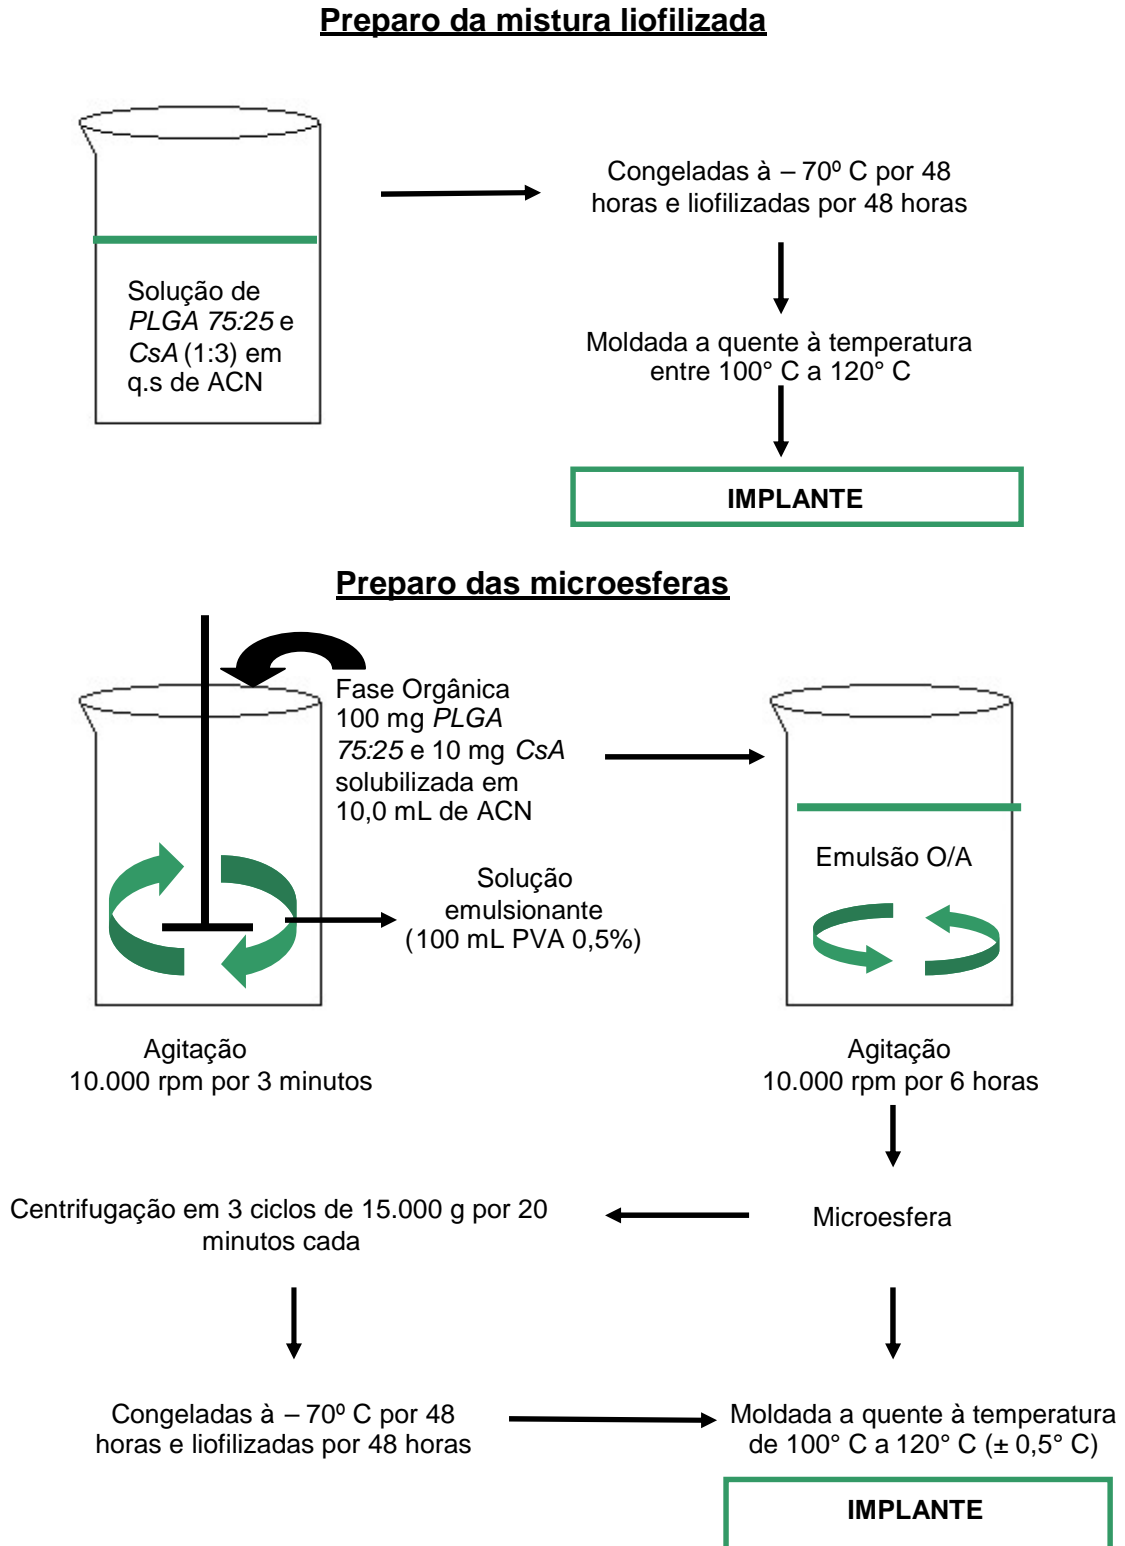 Preparo da mistura liofilizada
Solução de
PLGA 75:25 e
CsA (1:3) em
q.s de ACN
Congeladas à – 70º C por 48
horas e liofilizadas por 48 horas
Moldada a quente à temperatura
entre 100° C a 120° C
IMPLANTE
Preparo das microesferas
Fase Orgânica
100 mg PLGA
75:25 e 10 mg CsA
solubilizada em
10,0 mL de ACN
Solução
emulsionante
(100 mL PVA 0,5%)
Emulsão O/A
Agitação
10.000 rpm por 3 minutos
Agitação
10.000 rpm por 6 horas
Microesfera
Centrifugação em 3 ciclos de 15.000 g por 20
minutos cada
Congeladas à – 70º C por 48
horas e liofilizadas por 48 horas
Moldada a quente à temperatura
de 100° C a 120° C (± 0,5° C)
IMPLANTE